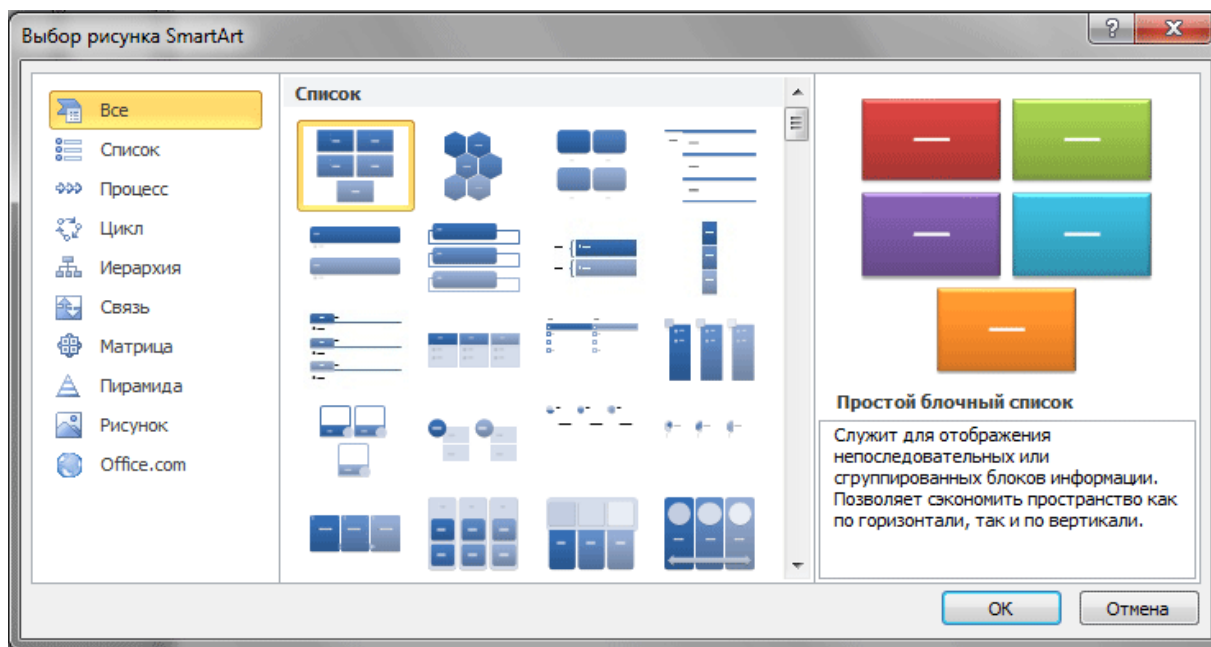 Выбор рисунка SmartArt
Все
Список
Процесс
Цикл
Иерархия
Связь
Матрица
Пирамида
Рисунок
Office.com
Список
Простой блочный список
Служит для отображения
непоследовательных или
сгруппированных блоков информации.
Позволяет сэкономить пространство как
по горизонтали, так и по вертикали.
ОК
Отмена